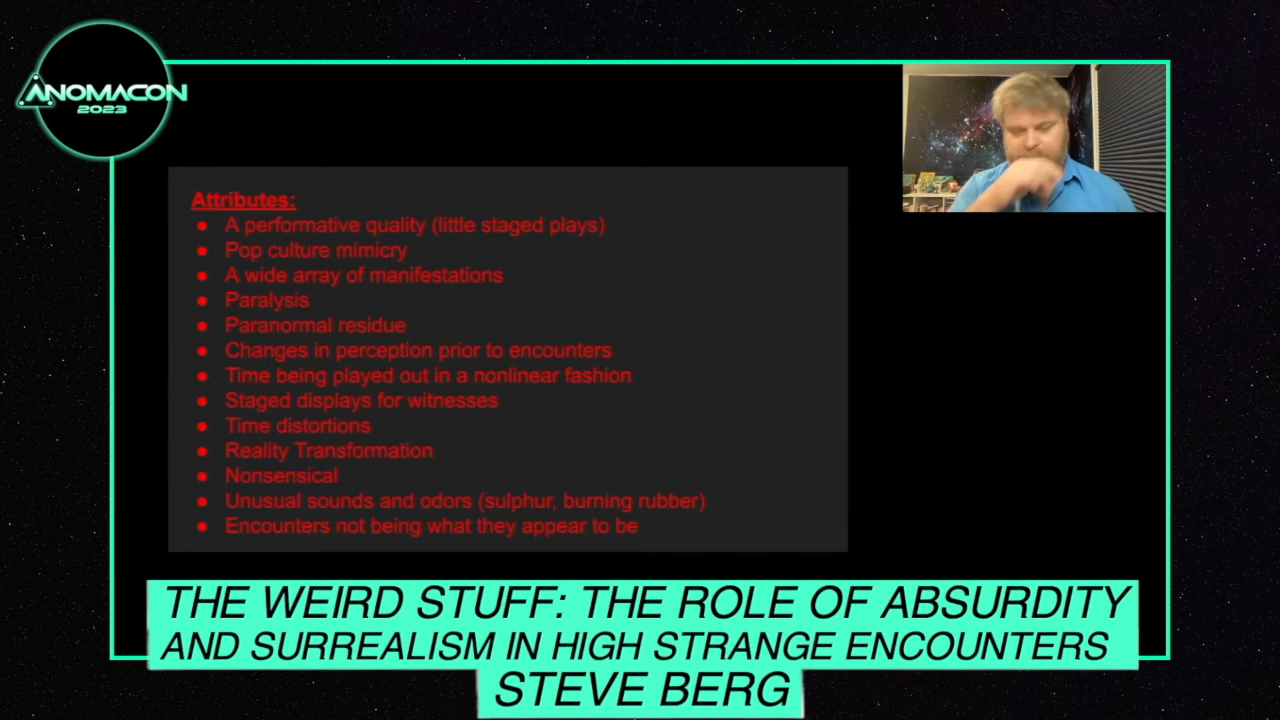 ANOMACON
2023
Attributes:
● A performative quality (little staged plays)
● Pop culture mimicry
● A wide array of manifestations
● Paralysis
● Paranormal residue
● Changes in perception prior to encounters
● Time being played out in a nonlinear fashion
● Staged displays for witnesses
● Time distortions
● Reality Transformation
● Nonsensical
● Unusual sounds and odors (sulphur, burning rubber)
● Encounters not being what they appear to be
THE WEIRD STUFF: THE ROLE OF ABSURDITY
AND SURREALISM IN HIGH STRANGE ENCOUNTERS
STEVE BERG